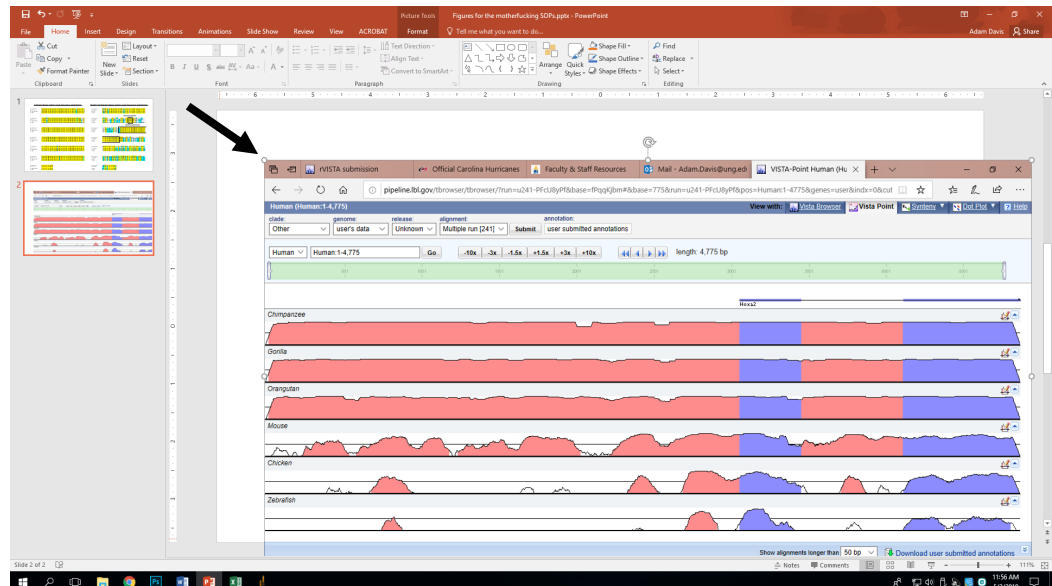 Picture Tools
Figures for the motherfucking SOPs.pptx - PowerPoint
File Home Insert Design Transitions Animations Slide Show Review View ACROBAT Format Tell me what you want to do...
Adam Davis Share
Cut
Copy
Format Painter
Paste
Clipboard
New Slide
Layout
Reset
Section
Slides
Font
Text Direction
Align Text
Convert to SmartArt
Paragraph
Arrange
Quick Styles
Shape Fill
Shape Outline
Shape Effects
Drawing
Find
Replace
Select
Editing
1
2
rVISTA submission
Official Carolina Hurricanes
Faculty & Staff Resources
Mail - Adam.Davis@ung.ed
VISTA-Point Human (Hu
pipeline.lbl.gov/tbrowser/tbrowser/?run=u241-PFcU8yPf&base=fPqqKjbm#&base=775&run=u241-PFcU8yPf&pos=Human:1-4775&genes=user&indx=0&cut
Human (Human:1-4,775)
View with: Vista Browser Vista Point Synteny Dot Plot Help
clade: genome: release: alignment: annotation:
Other user's data Unknown Multiple run [241] Submit user submitted annotations
Human Human:1-4,775 Go -10x -3x -1.5x +1.5x +3x +10x length: 4,775 bp
Hoxa2
Chimpanzee
Gorilla
Orangutan
Mouse
Chicken
Zebrafish
Show alignments longer than 50 bp Download user submitted annotations
Slide 2 of 2
Notes Comments 111%
11:56 AM